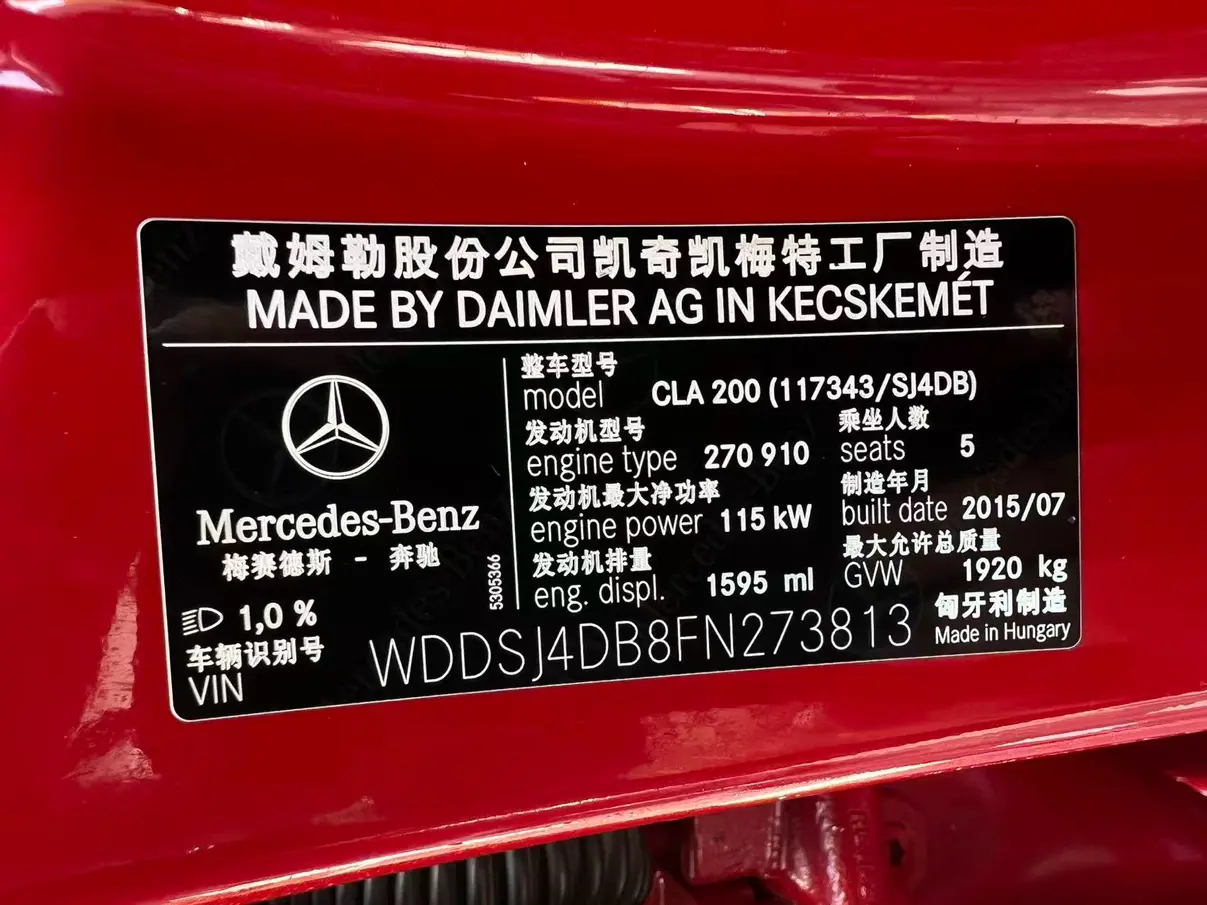 戴姆勒股份公司凯奇凯梅特工厂制造
MADE BY DAIMLER AG IN KECSKEMÉT
Mercedes-Benz
梅赛德斯 - 奔驰
1,0 %
5305366
整车型号
model CLA 200 (117343/SJ4DB)
发动机型号
engine type 270 910
乘坐人数
seats 5
发动机最大净功率
engine power 115 kW
制造年月
built date 2015/07
发动机排量
eng. displ. 1595 ml
最大允许总质量
GVW 1920 kg
车辆识别号
VIN WDDSJ4DB8FN273813
匈牙利制造
Made in Hungary